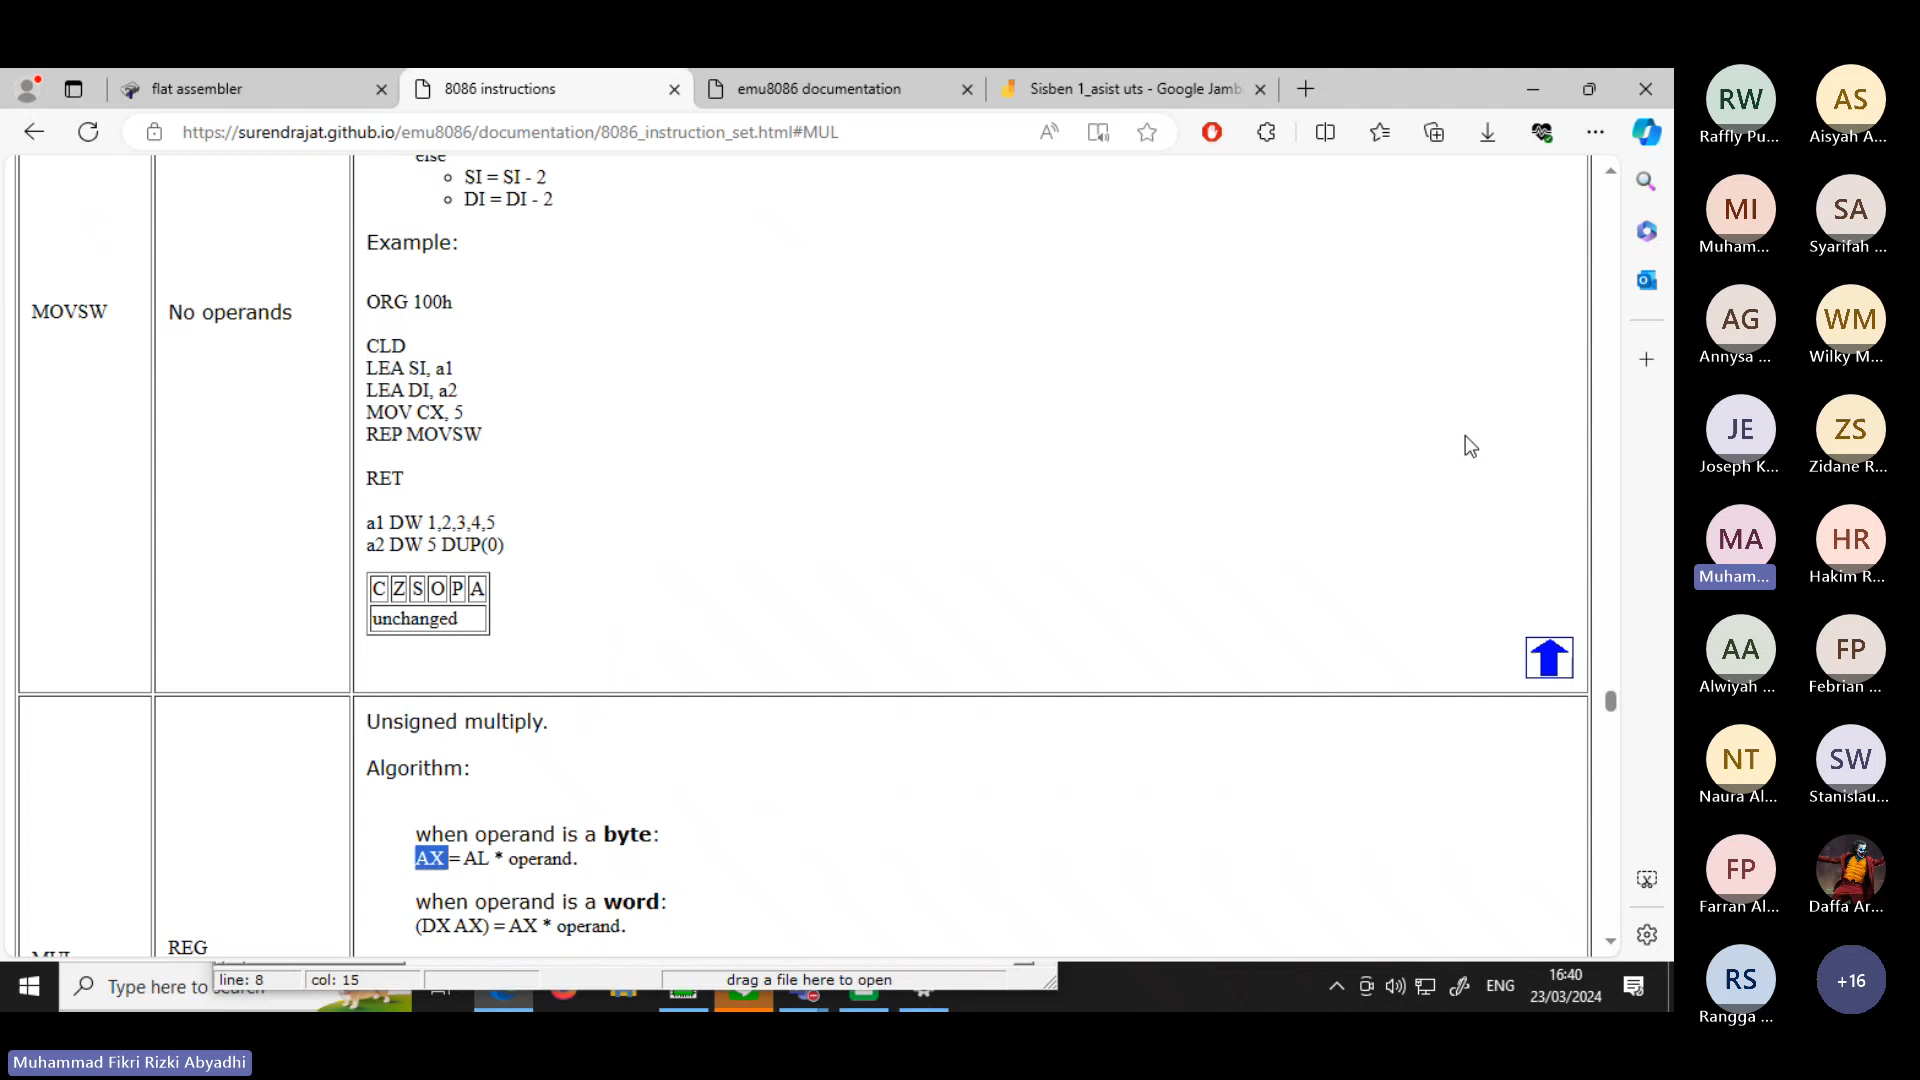 flat assembler
8086 instructions
emu8086 documentation
Sisben 1_asist uts - Google Jamb
https://surendrajat.github.io/emu8086/documentation/8086_instruction_set.html#MUL
else
SI = SI - 2
DI = DI - 2
Example:
MOVSW
No operands
ORG 100h
CLD
LEA SI, a1
LEA DI, a2
MOV CX, 5
REP MOVSW
RET
a1 DW 1,2,3,4,5
a2 DW 5 DUP(0)
C Z S O P A
unchanged
Unsigned multiply.
Algorithm:
when operand is a byte:
AX = AL * operand.
when operand is a word:
(DX AX) = AX * operand.
MUL
REG
line: 8
col: 15
drag a file here to open
Type here to search
ENG
16:40
23/03/2024
RW
Raffly Pu...
AS
Aisyah A...
MI
Muham...
SA
Syarifah ...
AG
Annysa ...
WM
Wilky M...
JE
Joseph K...
ZS
Zidane R...
MA
Muham...
HR
Hakim R...
AA
Alwiyah ...
FP
Febrian ...
NT
Naura Al...
SW
Stanislau...
FP
Farran Al...
Daffa Ar...
RS
Rangga ...
+16
Muhammad Fikri Rizki Abyadhi